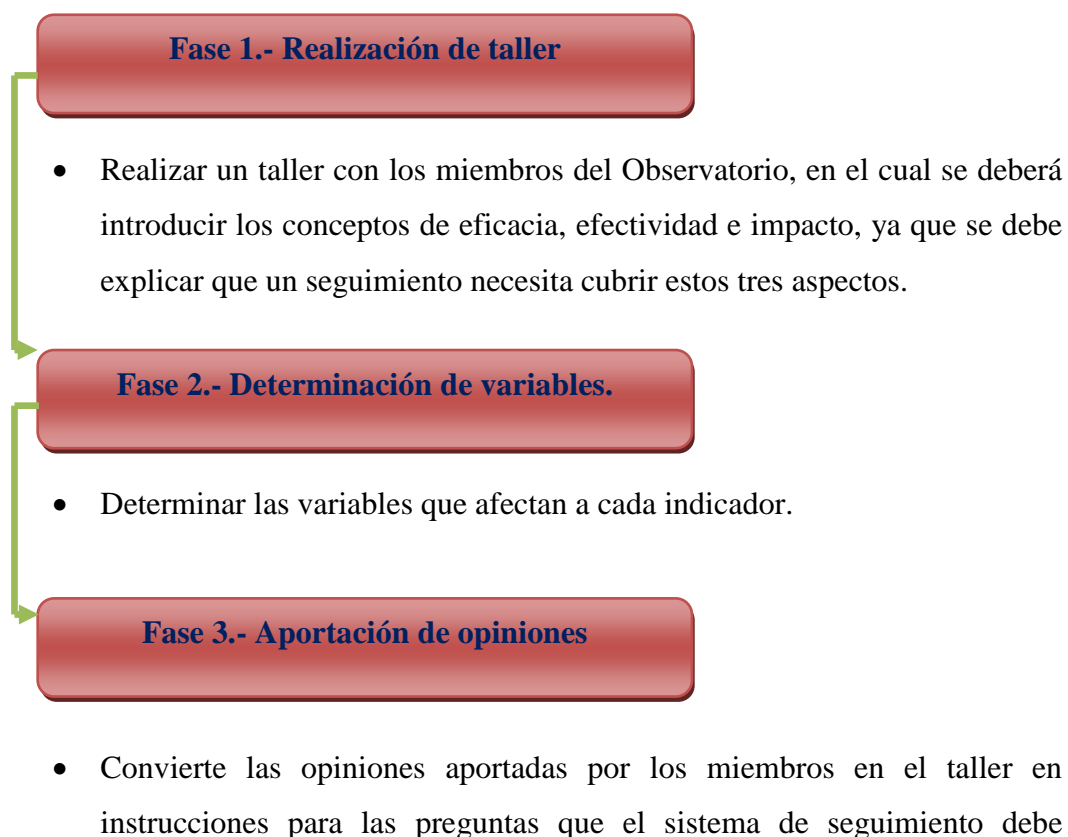 Fase 1.- Realización de taller
• Realizar un taller con los miembros del Observatorio, en el cual se deberá
introducir los conceptos de eficacia, efectividad e impacto, ya que se debe
explicar que un seguimiento necesita cubrir estos tres aspectos.
Fase 2.- Determinación de variables.
• Determinar las variables que afectan a cada indicador.
Fase 3.- Aportación de opiniones
• Convierte las opiniones aportadas por los miembros en el taller en
instrucciones para las preguntas que el sistema de seguimiento debe